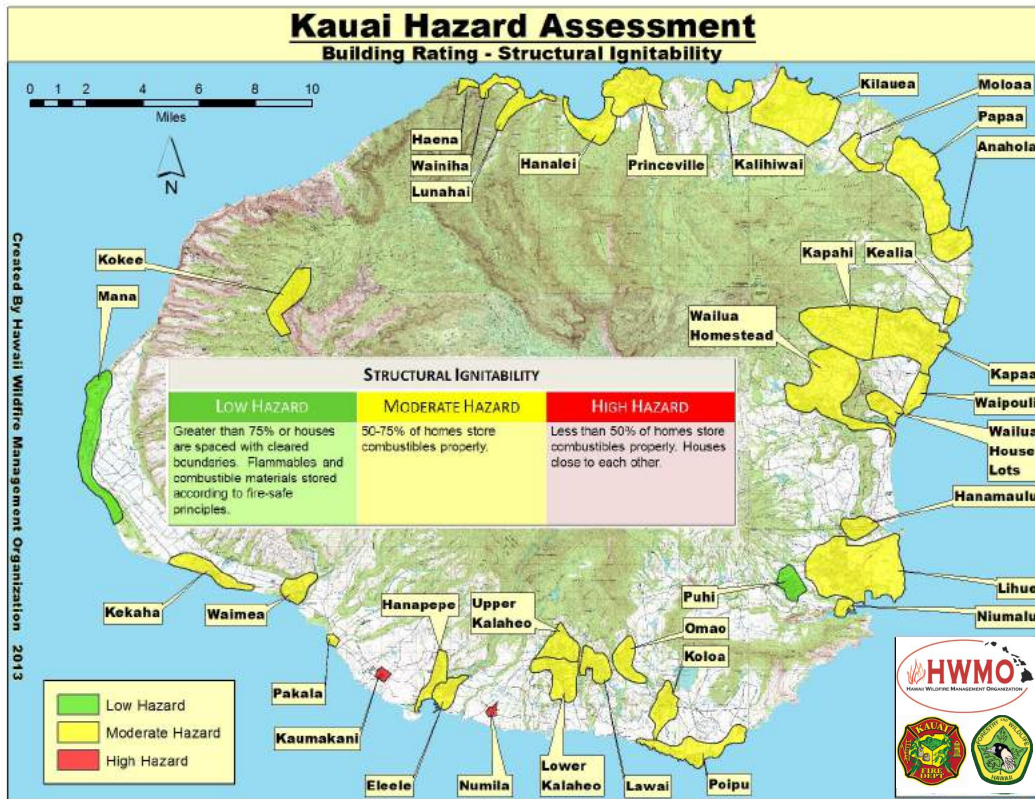 Kauai Hazard Assessment
Building Rating - Structural Ignitability
0 1 2 4 6 8 10
Miles
N
Haena
Wainiha
Lunahai
Hanalei
Princeville
Kalihiwai
Kilauea
Moloaa
Papaa
Anahola
Kokee
Mana
Kapahi
Kealia
Wailua
Homestead
Kapaa
Waipouli
Wailua
House
Lots
Hanamaulu
Lihue
Niumalu
Puhi
STRUCTURAL IGNITABILITY
LOW HAZARD
Greater than 75% or houses
are spaced with cleared
boundaries. Flammables and
combustible materials stored
according to fire-safe
principles.
MODERATE HAZARD
50-75% of homes store
combustibles properly.
HIGH HAZARD
Less than 50% of homes store
combustibles properly. Houses
close to each other.
Kekaha
Waimea
Hanapepe
Upper
Kalaheo
Omao
Koloa
Pakala
Kaumakani
Eleele
Numila
Lower
Kalaheo
Lawai
Poipu
Low Hazard
Moderate Hazard
High Hazard
Created By Hawaii Wildfire Management Organization 2013
HWMO
HAWAII WILDFIRE MANAGEMENT ORGANIZATION
KAUAI
FIRE
DEPT
FORESTRY AND WILDLIFE
HAWAII